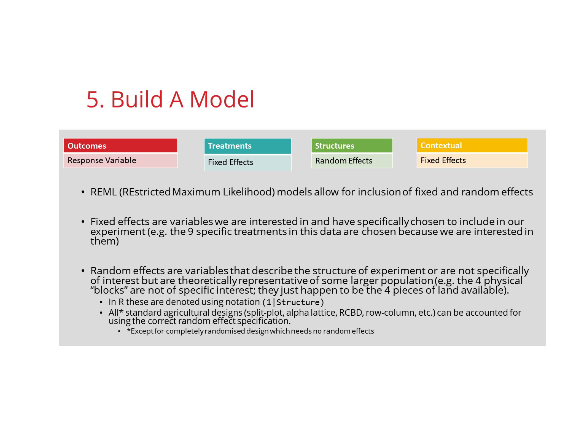 5. Build A Model
Outcomes
Response Variable
Treatments
Fixed Effects
Structures
Random Effects
Contextual
Fixed Effects
• REML (REstricted Maximum Likelihood) models allow for inclusion of fixed and random effects
• Fixed effects are variables we are interested in and have specifically chosen to include in our
experiment (e.g. the 9 specific treatments in this data are chosen because we are interested in
them)
• Random effects are variables that describe the structure of experiment or are not specifically
of interest but are theoretically representative of some larger population (e.g. the 4 physical
"blocks" are not of specific interest; they just happen to be the 4 pieces of land available).
• In R these are denoted using notation (1|Structure)
• All* standard agricultural designs (split-plot, alpha lattice, RCBD, row-column, etc.) can be accounted for
using the correct random effect specification.
• *Except for completely randomised design which needs no random effects